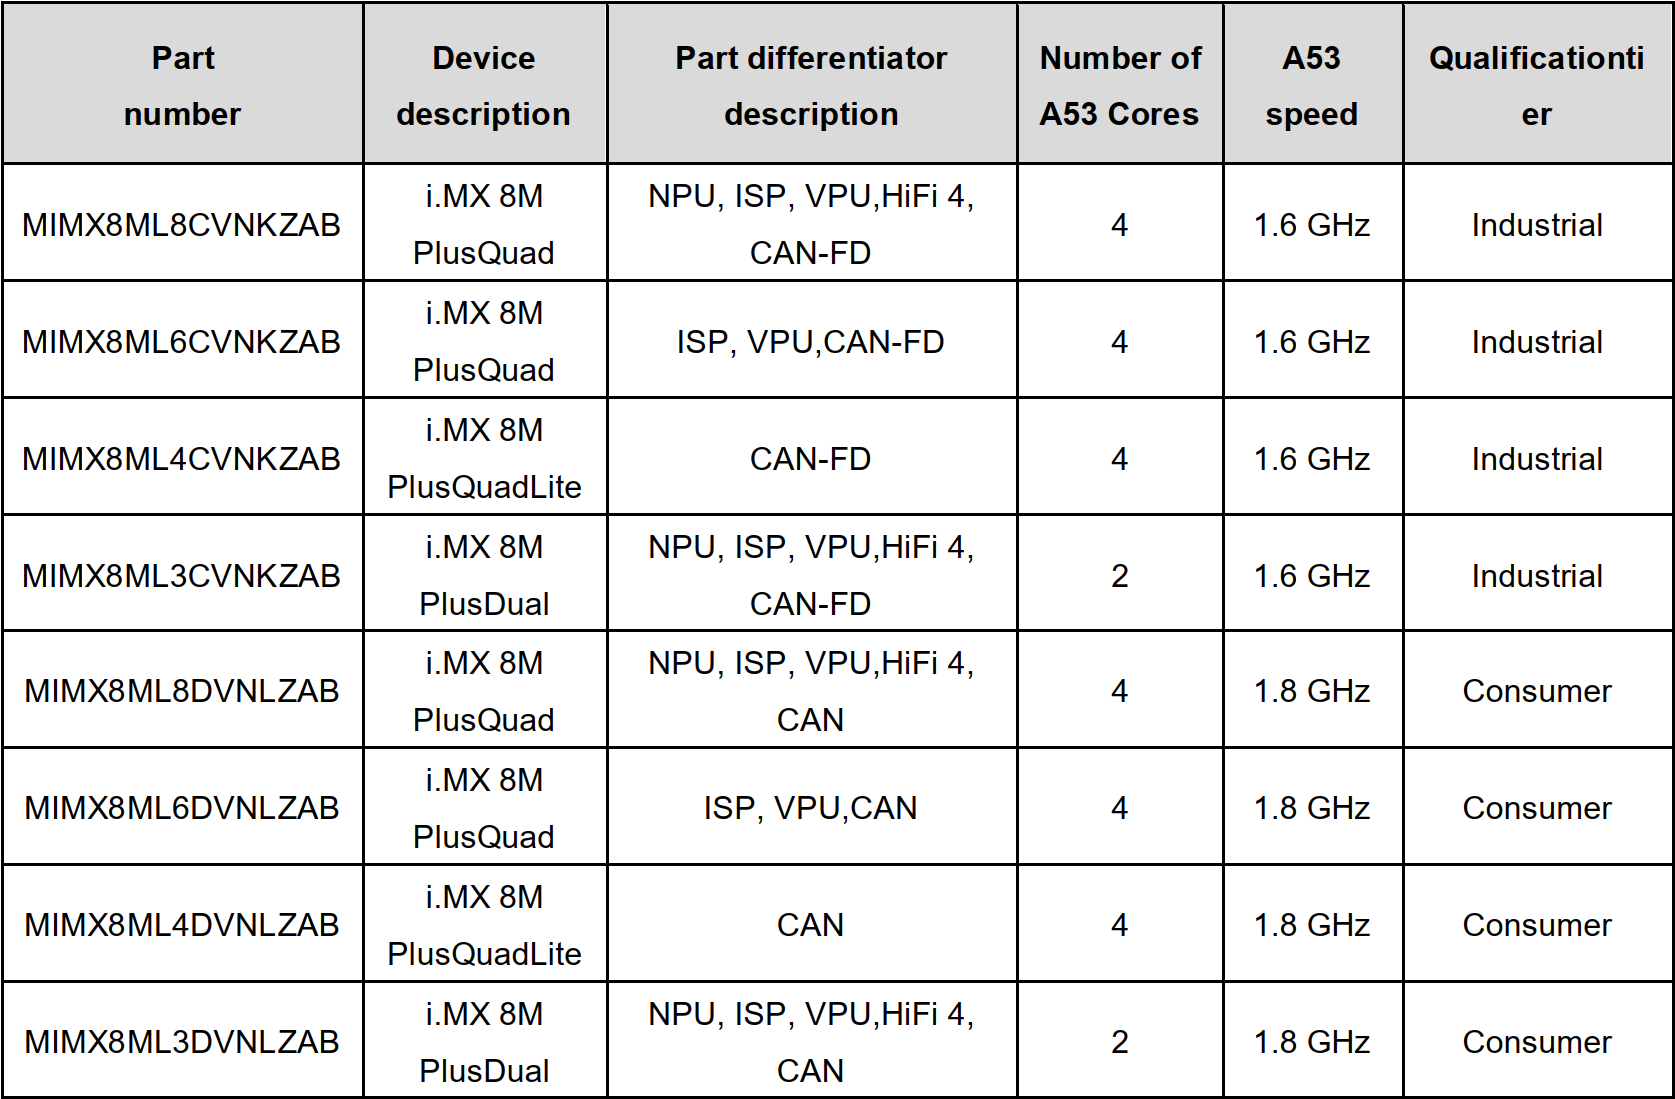 Part
number
Device
description
Part differentiator
description
Number of
A53 Cores
A53
speed
Qualificationti
er
MIMX8ML8CVNKZAB
i.MX 8M
PlusQuad
NPU, ISP, VPU,HiFi 4,
CAN-FD
4
1.6 GHz
Industrial
MIMX8ML6CVNKZAB
i.MX 8M
PlusQuad
ISP, VPU,CAN-FD
4
1.6 GHz
Industrial
MIMX8ML4CVNKZAB
i.MX 8M
PlusQuadLite
CAN-FD
4
1.6 GHz
Industrial
MIMX8ML3CVNKZAB
i.MX 8M
PlusDual
NPU, ISP, VPU,HiFi 4,
CAN-FD
2
1.6 GHz
Industrial
MIMX8ML8DVNLZAB
i.MX 8M
PlusQuad
NPU, ISP, VPU,HiFi 4,
CAN
4
1.8 GHz
Consumer
MIMX8ML6DVNLZAB
i.MX 8M
PlusQuad
ISP, VPU,CAN
4
1.8 GHz
Consumer
MIMX8ML4DVNLZAB
i.MX 8M
PlusQuadLite
CAN
4
1.8 GHz
Consumer
MIMX8ML3DVNLZAB
i.MX 8M
PlusDual
NPU, ISP, VPU,HiFi 4,
CAN
2
1.8 GHz
Consumer